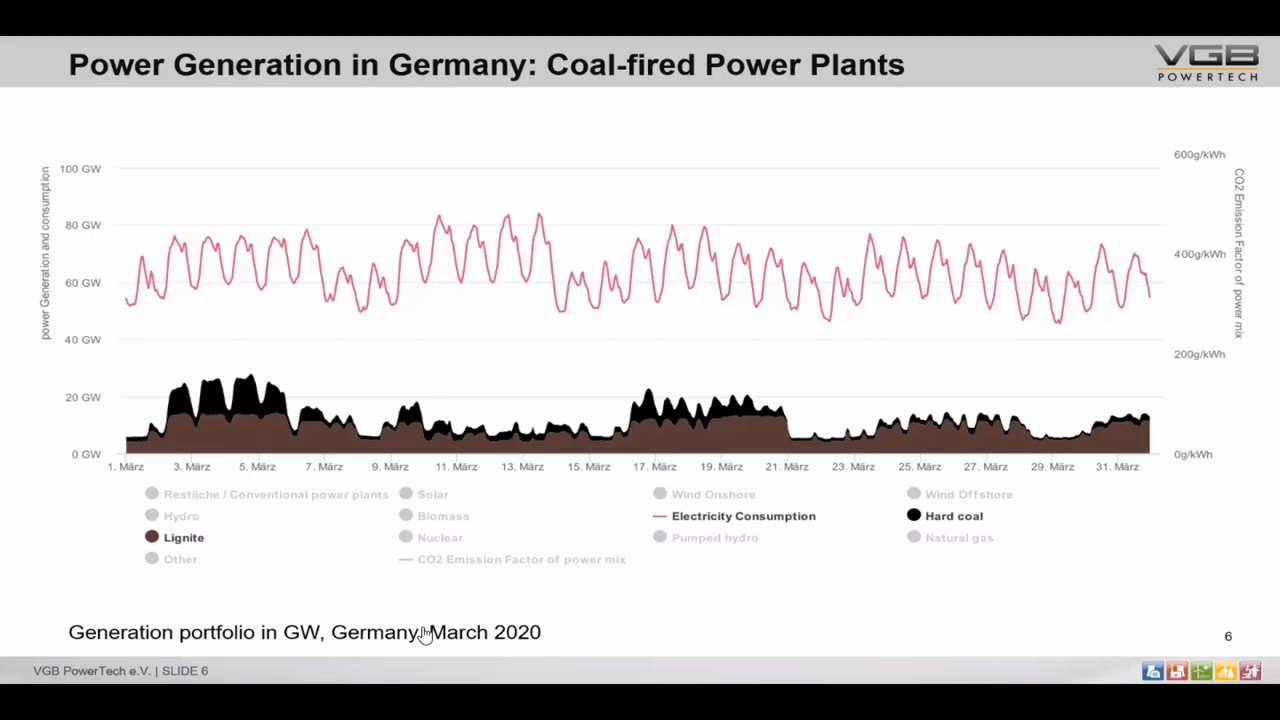 Power Generation in Germany: Coal-fired Power Plants
VGB
POWERTECH
power Generation and consumption
100 GW
80 GW
60 GW
40 GW
20 GW
0 GW
600g/kWh
400g/kWh
200g/kWh
0g/kWh
CO2 Emission Factor of power mix
1. März 3. März 5. März 7. März 9. März 11. März 13. März 15. März 17. März 19. März 21. März 23. März 25. März 27. März 29. März 31. März
Restliche / Conventional power plants Solar Wind Onshore Wind Offshore
Hydro Biomass Electricity Consumption Hard coal
Lignite Nuclear Pumped hydro Natural gas
Other CO2 Emission Factor of power mix
Generation portfolio in GW, Germany, March 2020
6
VGB PowerTech e.V. | SLIDE 6